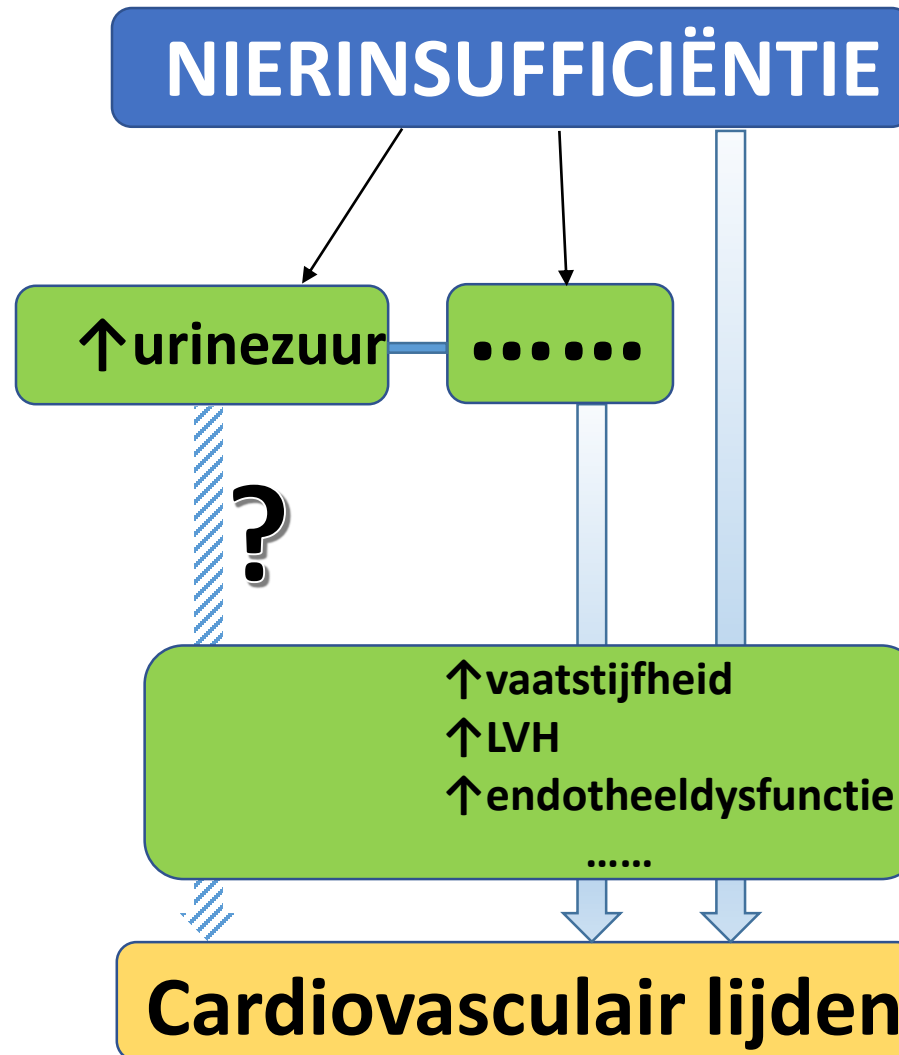 NIERINSUFFICIËNTIE
↑urinezuur
......
?
↑vaatstijfheid
↑LVH
↑endotheeldysfunctie
......
Cardiovasculair lijden